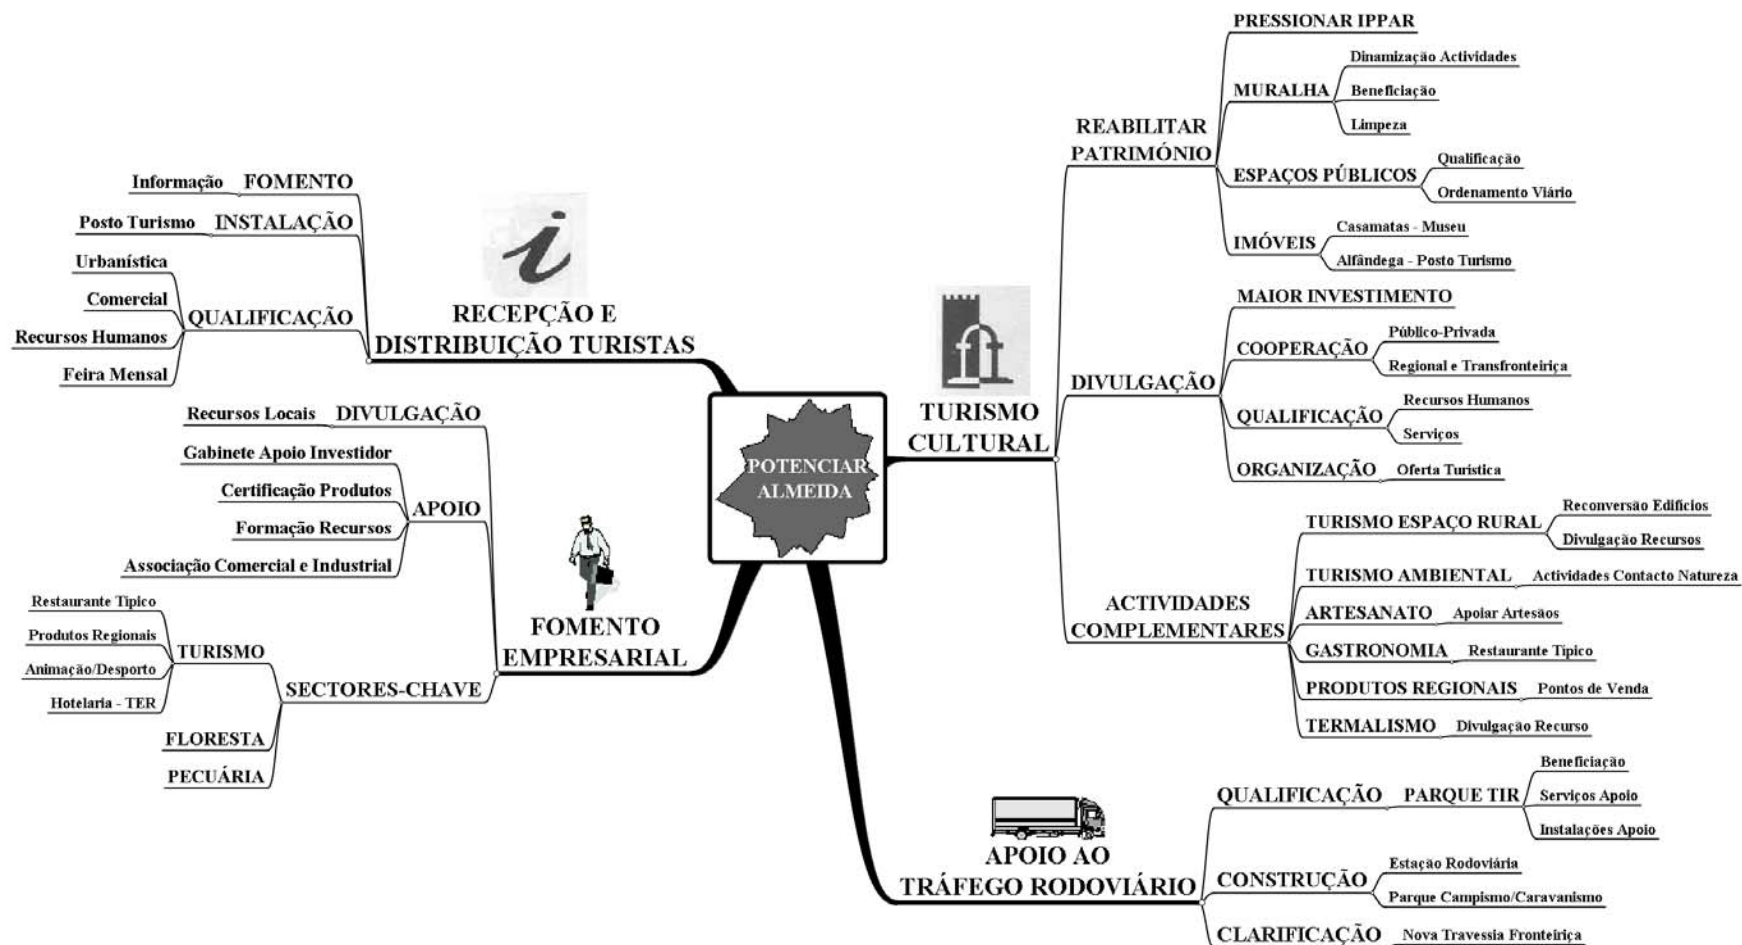 POTENCIAR
ALMEIDA
RECEPÇÃO E
DISTRIBUIÇÃO TURISTAS
FOMENTO
Informação
INSTALAÇÃO
Posto Turismo
QUALIFICAÇÃO
Urbanística
Comercial
Recursos Humanos
Feira Mensal
FOMENTO
EMPRESARIAL
DIVULGAÇÃO
Recursos Locais
APOIO
Gabinete Apoio Investidor
Certificação Produtos
Formação Recursos
Associação Comercial e Industrial
SECTORES-CHAVE
TURISMO
Restaurante Típico
Produtos Regionais
Animação/Desporto
Hotelaria - TER
FLORESTA
PECUÁRIA
TURISMO
CULTURAL
REABILITAR
PATRIMÓNIO
PRESSIONAR IPPAR
MURALHA
Dinamização Actividades
Beneficiação
Limpeza
ESPAÇOS PÚBLICOS
Qualificação
Ordenamento Viário
IMÓVEIS
Casamatas - Museu
Alfândega - Posto Turismo
DIVULGAÇÃO
MAIOR INVESTIMENTO
COOPERAÇÃO
Público-Privada
Regional e Transfronteiriça
QUALIFICAÇÃO
Recursos Humanos
Serviços
ORGANIZAÇÃO
Oferta Turística
ACTIVIDADES
COMPLEMENTARES
TURISMO ESPAÇO RURAL
Reconversão Edifícios
Divulgação Recursos
TURISMO AMBIENTAL
Actividades Contacto Natureza
ARTESANATO
Apoiar Artesãos
GASTRONOMIA
Restaurante Típico
PRODUTOS REGIONAIS
Pontos de Venda
TERMALISMO
Divulgação Recurso
APOIO AO
TRÁFEGO RODOVIÁRIO
QUALIFICAÇÃO
PARQUE TIR
Beneficiação
Serviços Apoio
Instalações Apoio
CONSTRUÇÃO
Estação Rodoviária
Parque Campismo/Caravanismo
CLARIFICAÇÃO
Nova Travessia Fronteiriça